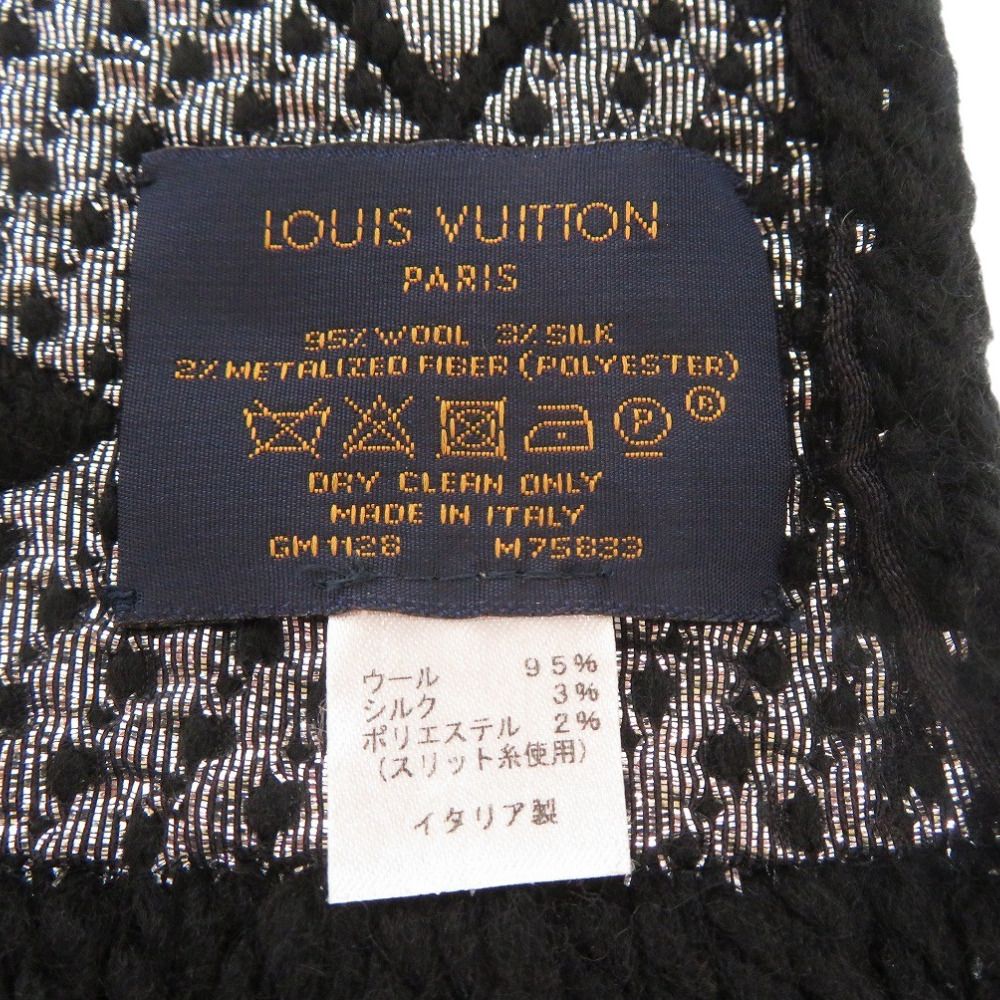 LOUIS VUITTON
PARIS
95% WOOL 3% SILK
2% METALIZED FIBER (POLYESTER)
P ®
DRY CLEAN ONLY
MADE IN ITALY
GM1128 M75833
ウール 95%
シルク 3%
ポリエステル 2%
(スリット糸使用)
イタリア製